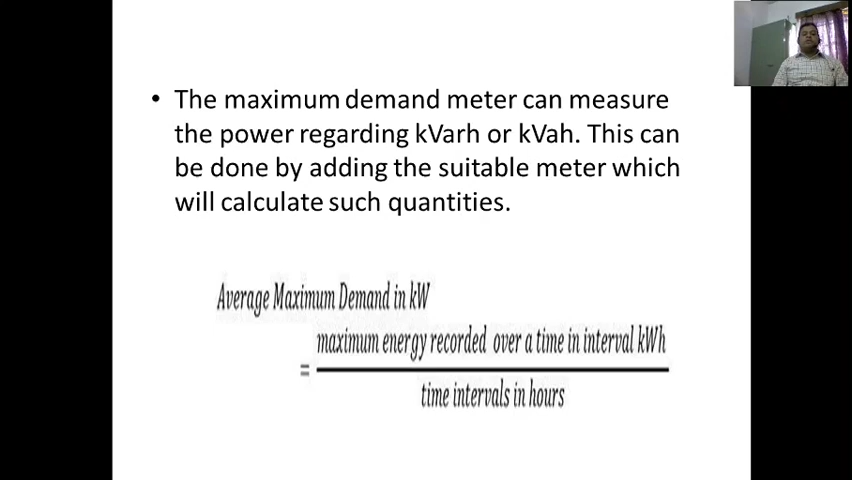 • The maximum demand meter can measure
the power regarding kVarh or kVah. This can
be done by adding the suitable meter which
will calculate such quantities.
Average Maximum Demand in kW
maximum energy recorded over a time in interval kWh
=
time intervals in hours